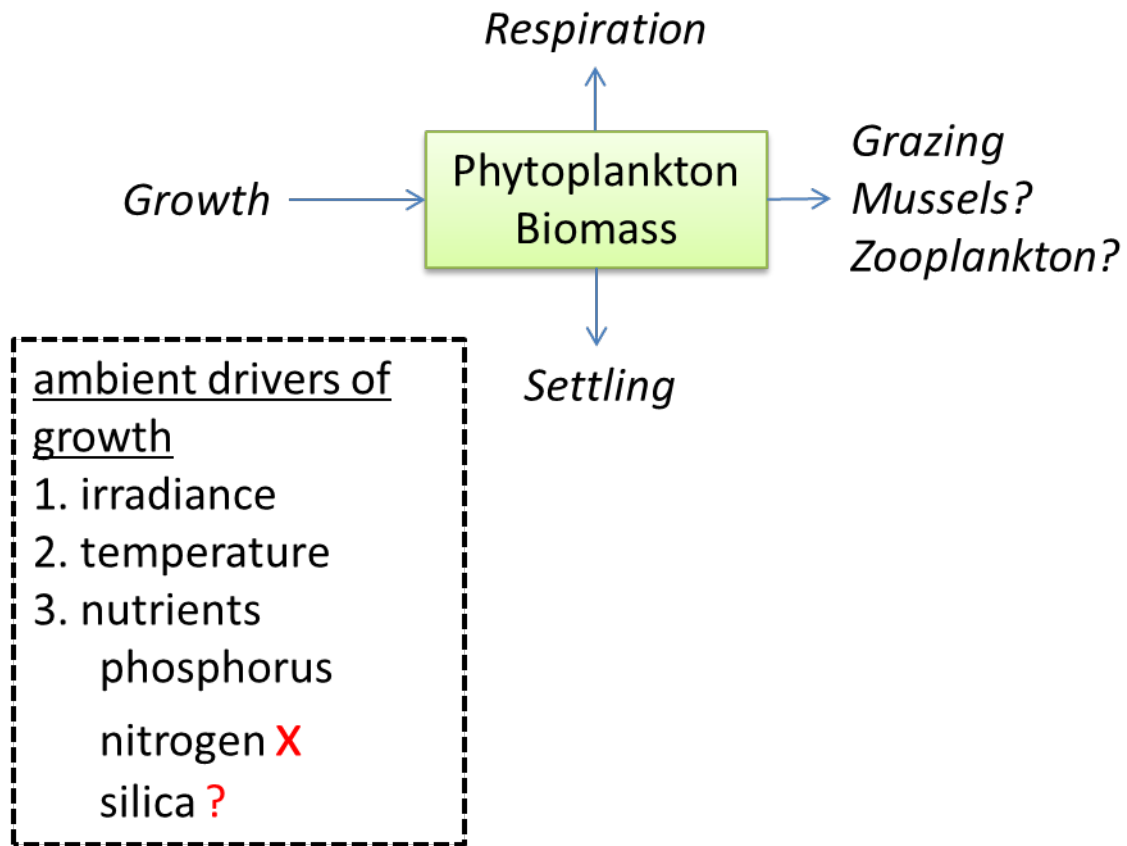 Respiration
Growth
Phytoplankton
Biomass
Grazing
Mussels?
Zooplankton?
Settling
ambient drivers of
growth
1. irradiance
2. temperature
3. nutrients
phosphorus
nitrogen X
silica ?